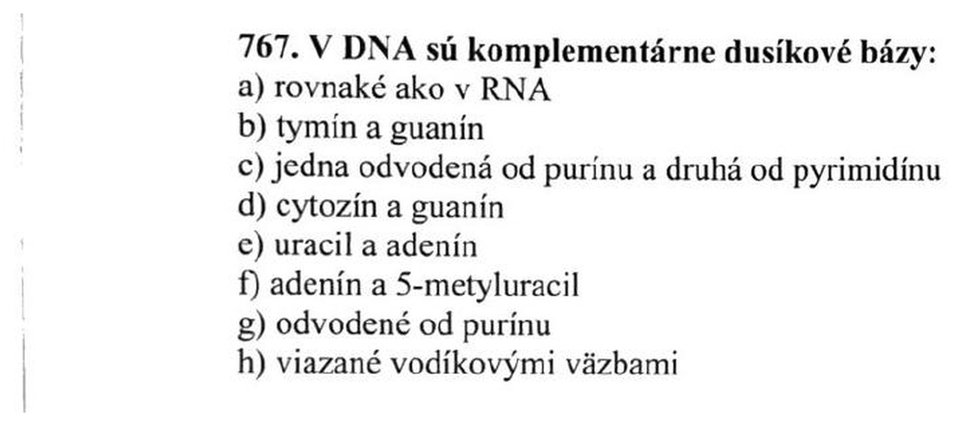 767. V DNA sú komplementárne dusíkové bázy:
a) rovnaké ako v RNA
b) tymín a guanín
c) jedna odvodená od purínu a druhá od pyrimidínu
d) cytozín a guanín
e) uracil a adenín
f) adenín a 5-metyluracil
g) odvodené od purínu
h) viazané vodíkovými väzbami